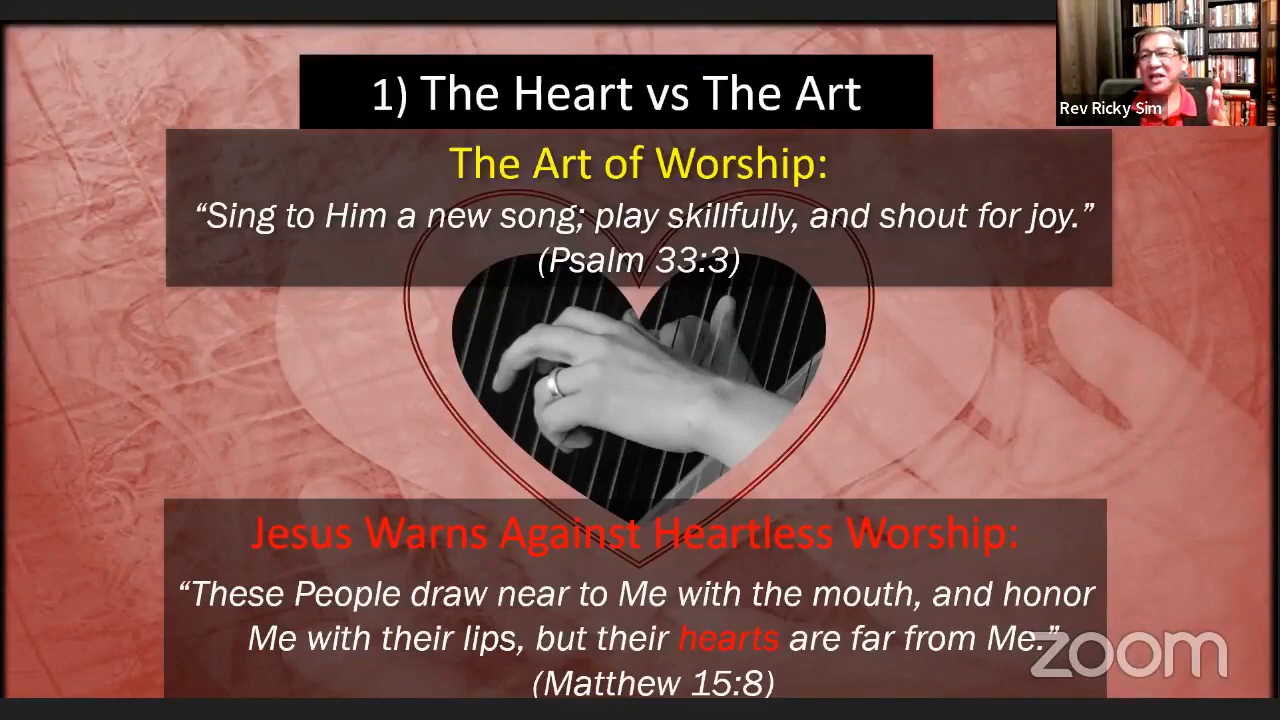 1) The Heart vs The Art
Rev Ricky Sim
The Art of Worship:
“Sing to Him a new song; play skillfully, and shout for joy.”
(Psalm 33:3)
Jesus Warns Against Heartless Worship:
“These People draw near to Me with the mouth, and honor
Me with their lips, but their hearts are far from Me.”
(Matthew 15:8)
zoom